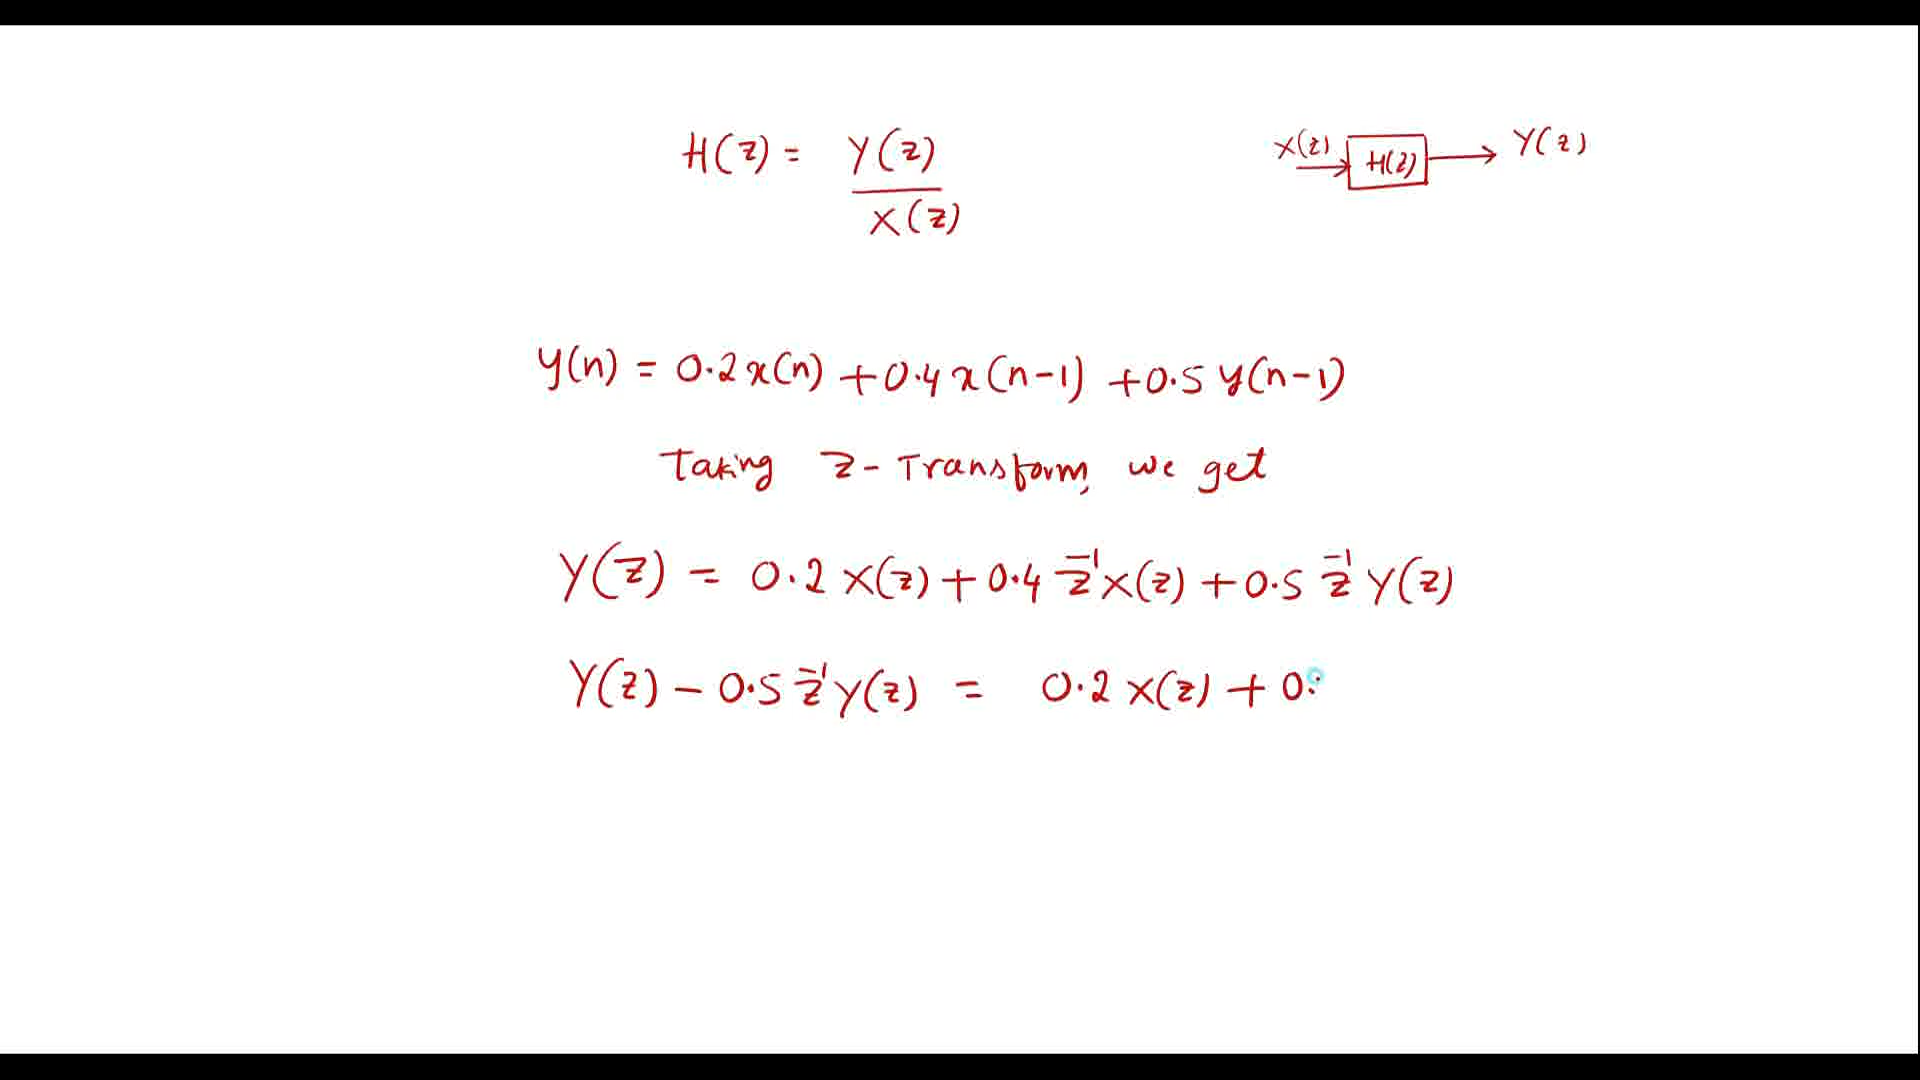 H(z) = Y(z) / X(z)
X(z) H(z) Y(z)
y(n) = 0.2x(n) + 0.4x(n-1) + 0.5y(n-1)
Taking z-Transform, we get
Y(z) = 0.2X(z) + 0.4z⁻¹X(z) + 0.5z⁻¹Y(z)
Y(z) - 0.5z⁻¹Y(z) = 0.2X(z) + 0.